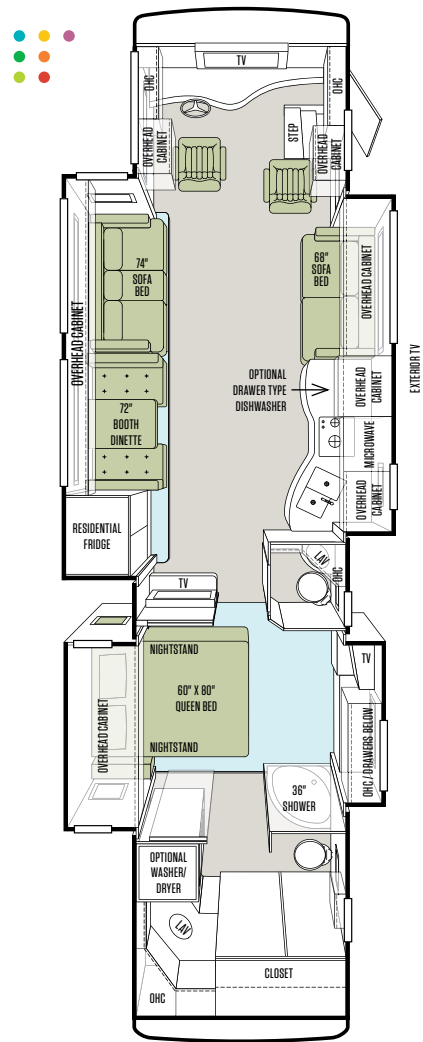 TV
OHC
OHC
OVERHEAD
CABINET
STEP
OVERHEAD
CABINET
74"
SOFA
BED
68"
SOFA
BED
OVERHEAD CABINET
OVERHEAD CABINET
72"
BOOTH
DINETTE
OPTIONAL
DRAWER TYPE
DISHWASHER
OVERHEAD
CABINET
EXTERIOR TV
MICROWAVE
OVERHEAD
CABINET
RESIDENTIAL
FRIDGE
LAV
OHC
TV
NIGHTSTAND
60" X 80"
QUEEN BED
NIGHTSTAND
OVERHEAD CABINET
TV
OHC / DRAWERS BELOW
36"
SHOWER
OPTIONAL
WASHER/
DRYER
LAV
CLOSET
OHC